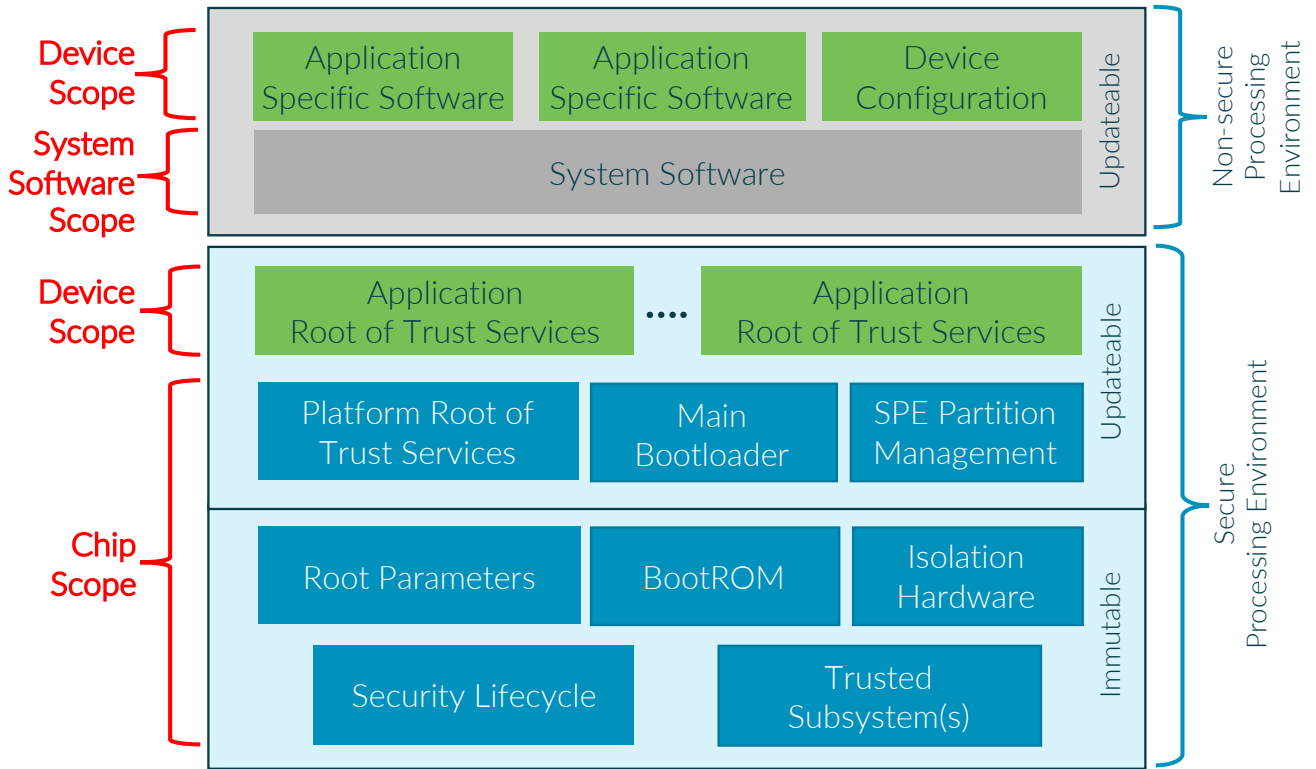 Device
Scope
Application
Specific Software
Application
Specific Software
Device
Configuration
System
Software
Scope
System Software
Updateable
Non-secure
Processing
Environment
Device
Scope
Application
Root of Trust Services
....
Application
Root of Trust Services
Chip
Scope
Platform Root of
Trust Services
Main
Bootloader
SPE Partition
Management
Updateable
Root Parameters
BootROM
Isolation
Hardware
Security Lifecycle
Trusted
Subsystem(s)
Immutable
Secure
Processing Environment